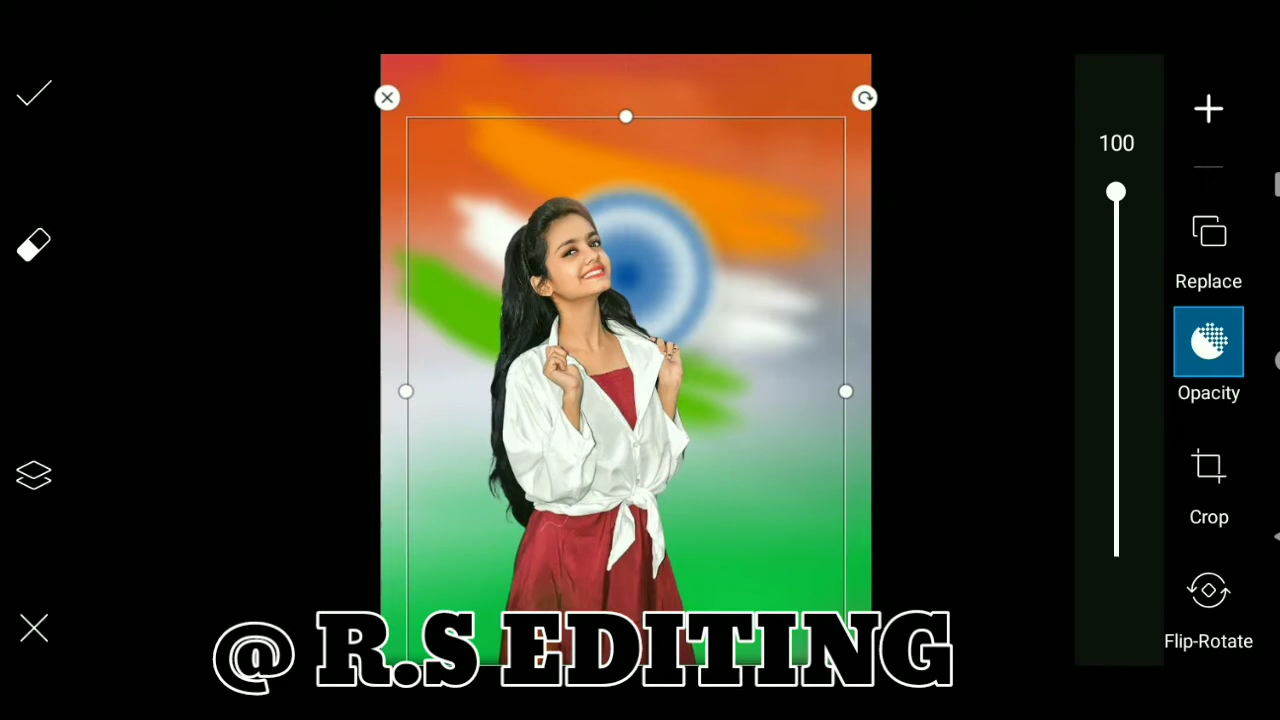 100
Replace
Opacity
Crop
Flip-Rotate
@ R.S EDITING